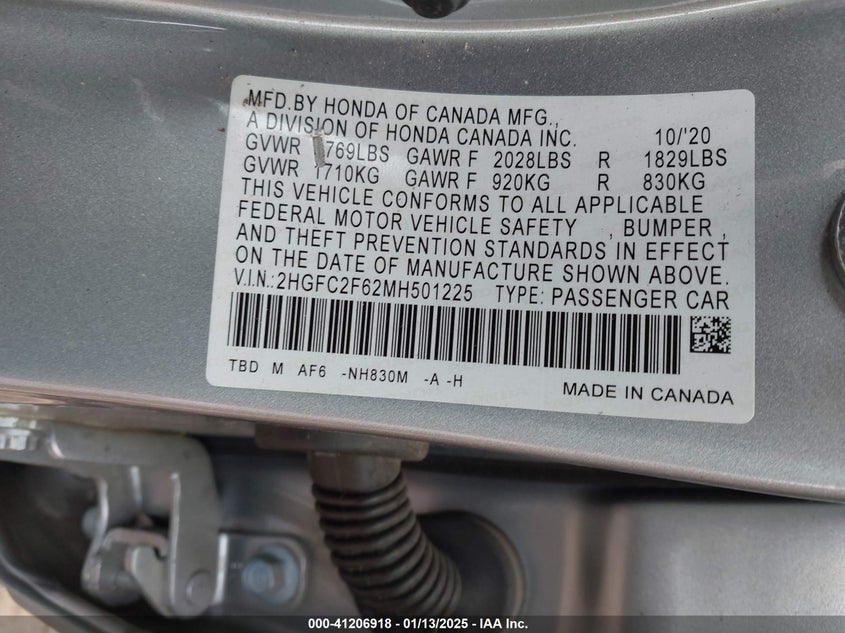 MFD.BY HONDA OF CANADA MFG.,
A DIVISION OF HONDA CANADA INC. 10/'20
GVWR 769LBS GAWR F 2028LBS R 1829LBS
GVWR 1710KG GAWR F 920KG R 830KG
THIS VEHICLE CONFORMS TO ALL APPLICABLE
FEDERAL MOTOR VEHICLE SAFETY , BUMPER ,
AND THEFT PREVENTION STANDARDS IN EFFECT
ON THE DATE OF MANUFACTURE SHOWN ABOVE.
V.I.N.:2HGFC2F62MH501225 TYPE: PASSENGER CAR
TBD M AF6 -NH830M -A -H
MADE IN CANADA
000-41206918 - 01/13/2025 - IAA Inc.